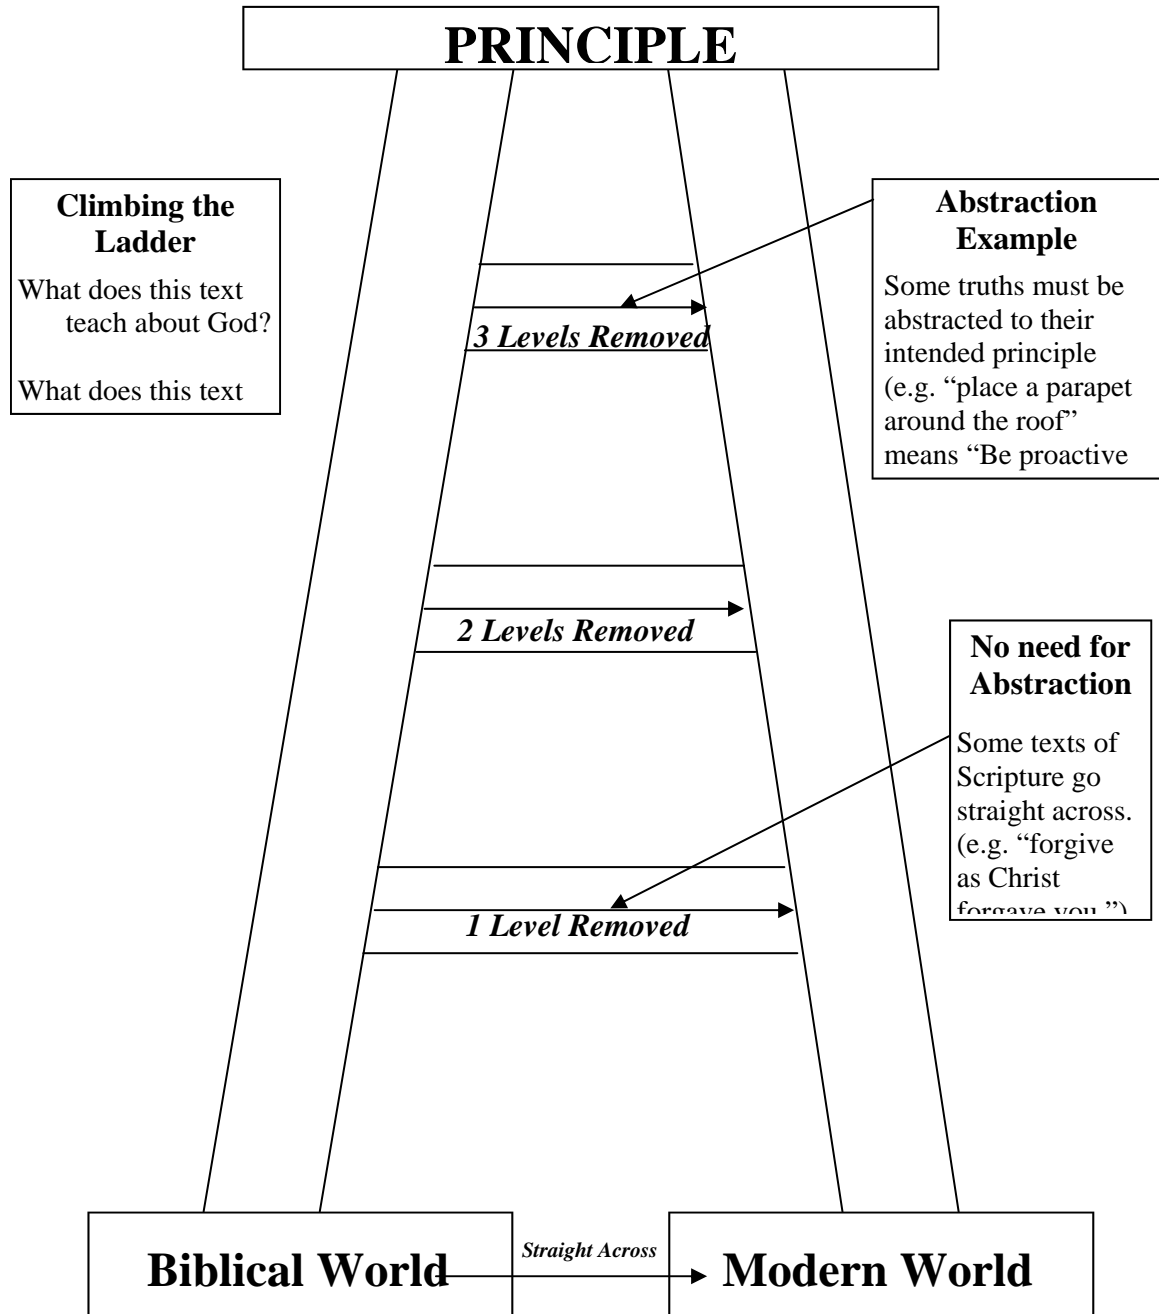 PRINCIPLE
Climbing the
Ladder
What does this text
teach about God?
What does this text
Abstraction
Example
Some truths must be
abstracted to their
intended principle
(e.g. “place a parapet
around the roof”
means “Be proactive
3 Levels Removed
2 Levels Removed
No need for
Abstraction
Some texts of
Scripture go
straight across.
(e.g. “forgive
as Christ
forgave you.”)
1 Level Removed
Straight Across
Biblical World
Modern World